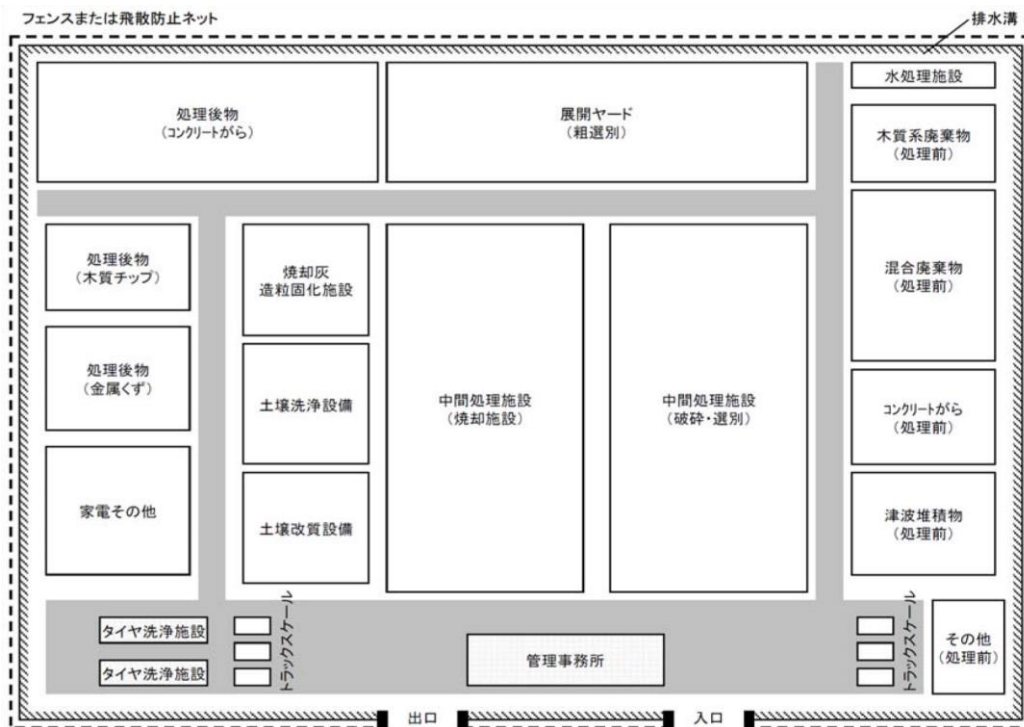 フェンスまたは飛散防止ネット
排水溝
処理後物
(コンクリートがら)
展開ヤード
(粗選別)
水処理施設
木質系廃棄物
(処理前)
処理後物
(木質チップ)
焼却灰
造粒固化施設
混合廃棄物
(処理前)
処理後物
(金属くず)
土壌洗浄設備
中間処理施設
(焼却施設)
中間処理施設
(破砕・選別)
コンクリートがら
(処理前)
家電その他
土壌改質設備
津波堆積物
(処理前)
タイヤ洗浄施設
タイヤ洗浄施設
トラックスケール
管理事務所
トラックスケール
その他
(処理前)
出口
入口